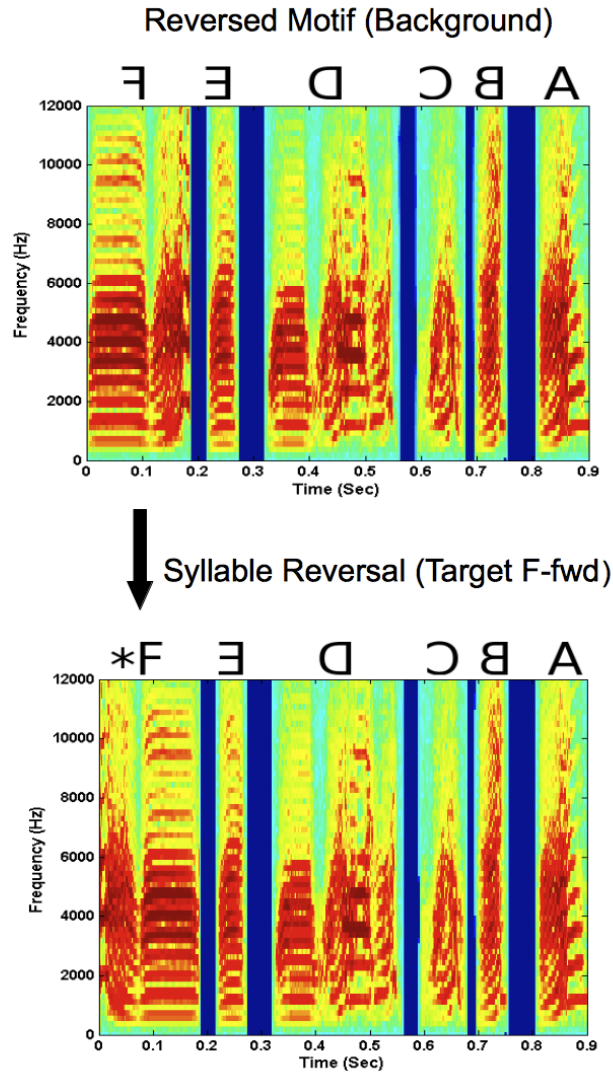 Reversed Motif (Background)
F E D C B A
12000
10000
8000
6000
4000
2000
0
Frequency (Hz)
0 0.1 0.2 0.3 0.4 0.5 0.6 0.7 0.8 0.9
Time (Sec)
Syllable Reversal (Target F-fwd)
*F E D C B A
12000
10000
8000
6000
4000
2000
0
Frequency (Hz)
0 0.1 0.2 0.3 0.4 0.5 0.6 0.7 0.8 0.9
Time (Sec)